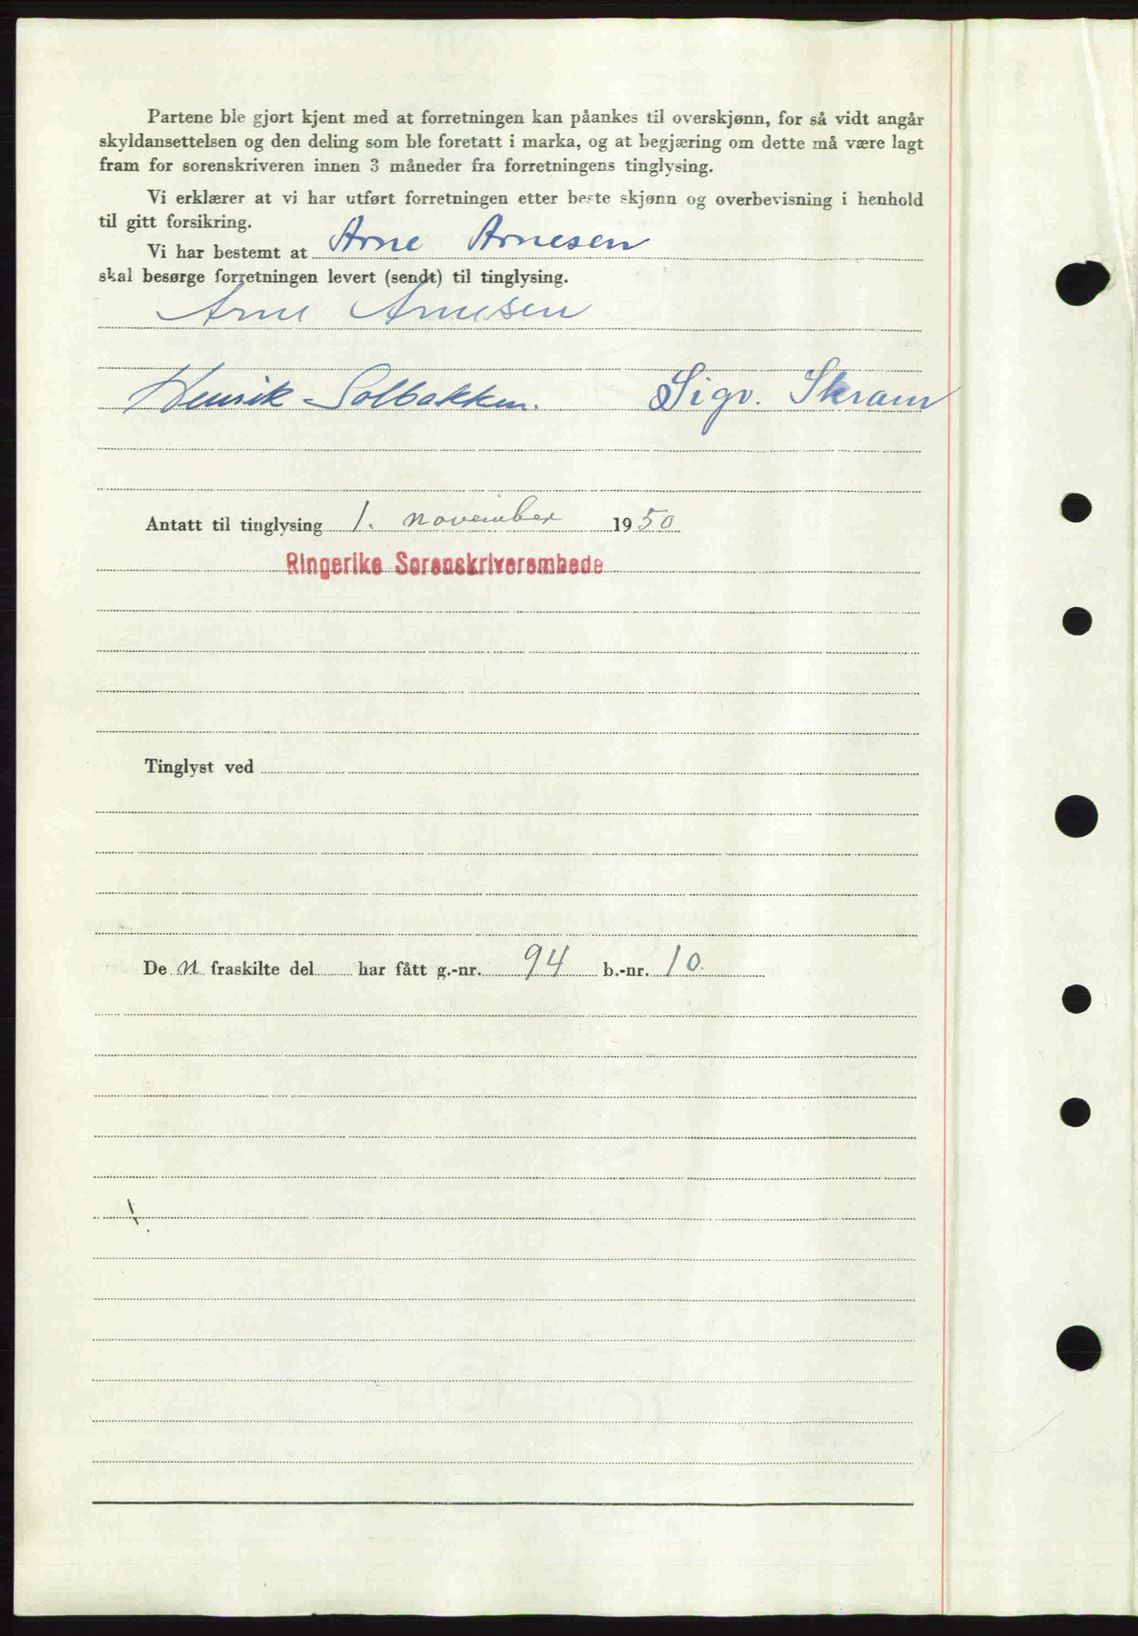 Partene ble gjort kjent med at forretningen kan påankes til overskjønn, for så vidt angår
skyldansettelsen og den deling som ble foretatt i marka, og at begjæring om dette må være lagt
fram for sorenskriveren innen 3 måneder fra forretningens tinglysing.
Vi erklærer at vi har utført forretningen etter beste skjønn og overbevisning i henhold
til gitt forsikring.
Vi har bestemt at Arne Arnesen
skal besørge forretningen levert (sendt) til tinglysing.
Arne Arnesen
Henrik Solbakken. Sigv. Skram
Antatt til tinglysing 1. november 1950
Ringerike Sorenskriverembede
Tinglyst ved
De n fraskilte del har fått g.-nr. 94 b.-nr. 10.